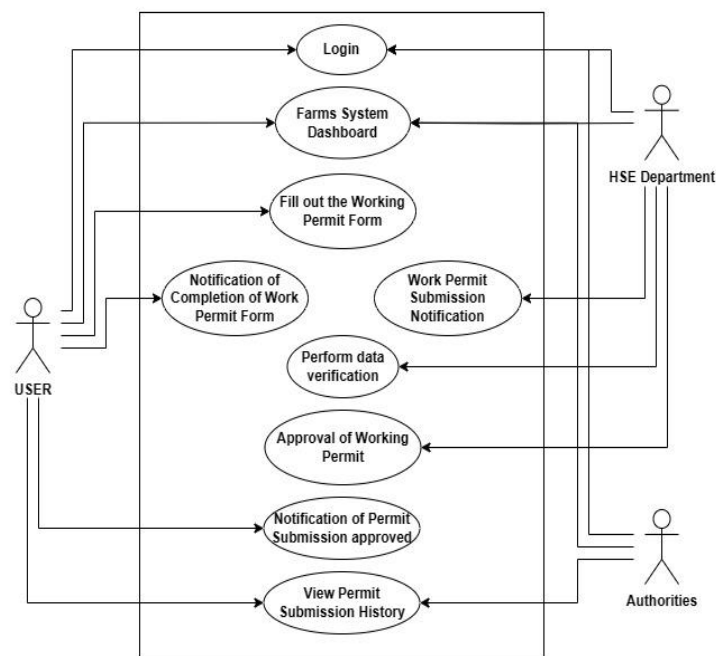 Login
Farms System
Dashboard
HSE Department
Fill out the Working
Permit Form
Notification of
Completion of Work
Permit Form
Work Permit
Submission
Notification
USER
Perform data
verification
Approval of Working
Permit
Notification of Permit
Submission approved
View Permit
Submission History
Authorities